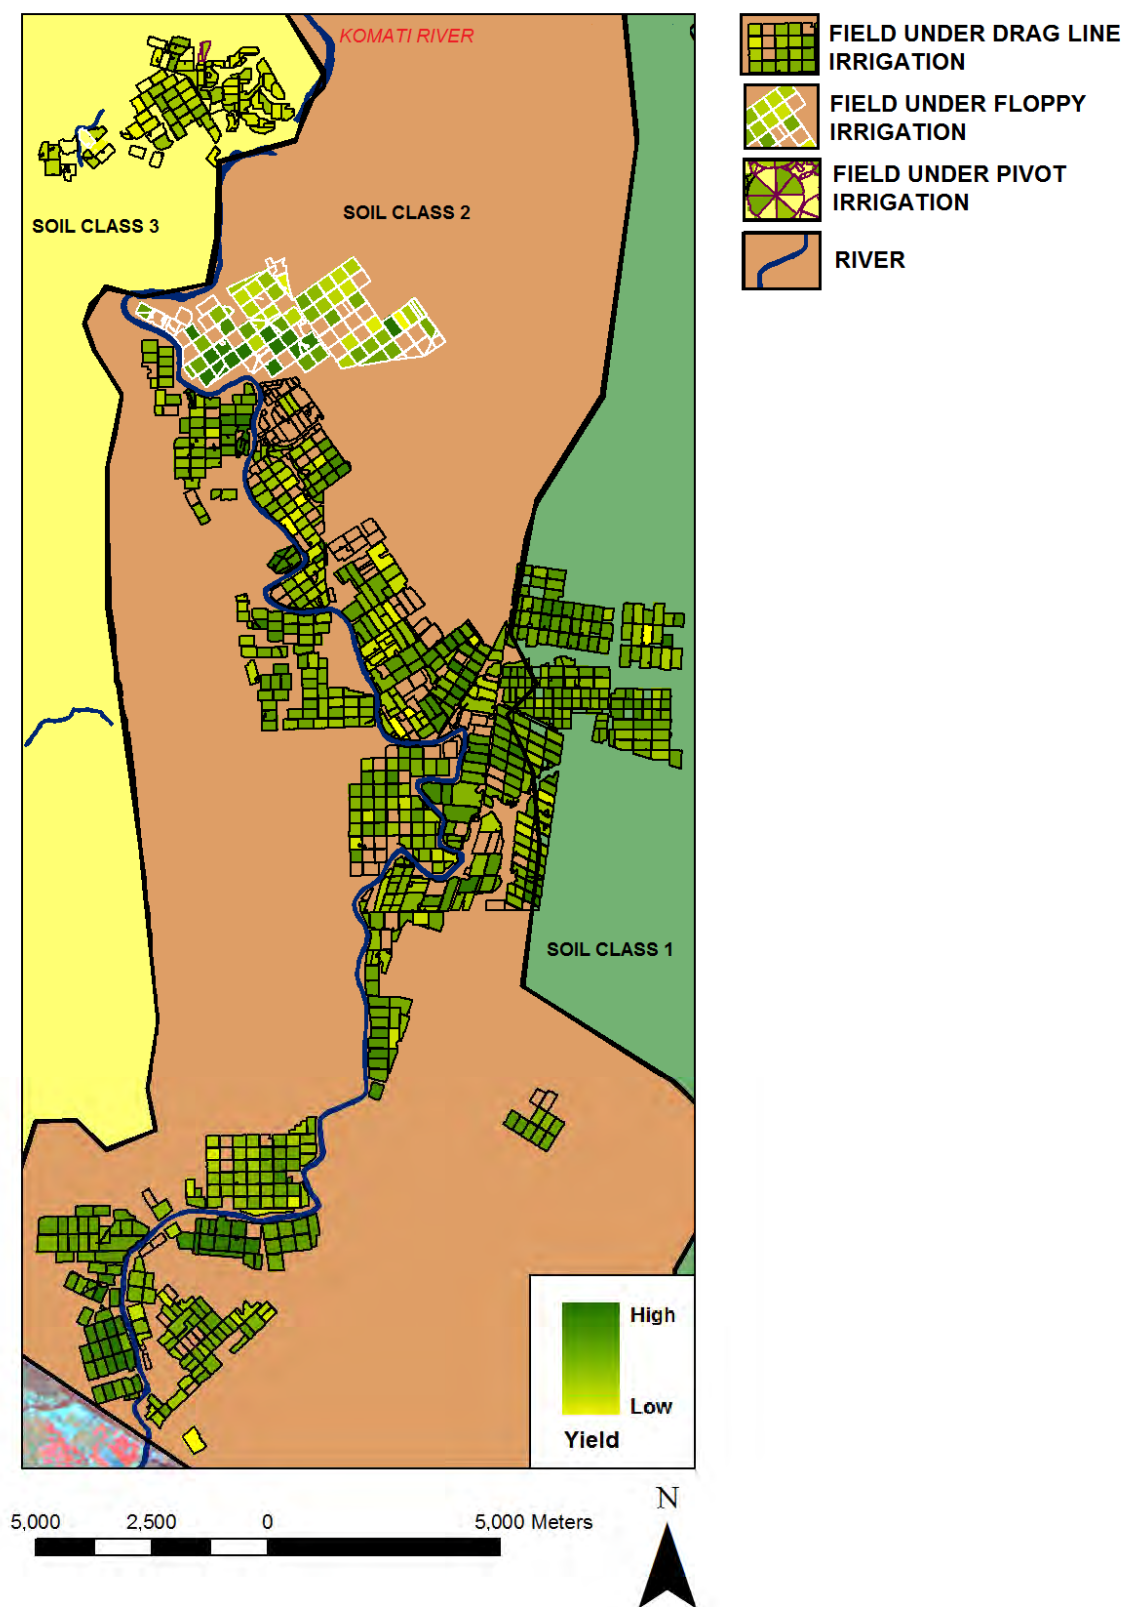 KOMATI RIVER
SOIL CLASS 3
SOIL CLASS 2
SOIL CLASS 1
High
Low
Yield
FIELD UNDER DRAG LINE
IRRIGATION
FIELD UNDER FLOPPY
IRRIGATION
FIELD UNDER PIVOT
IRRIGATION
RIVER
5,000 2,500 0 5,000 Meters
N